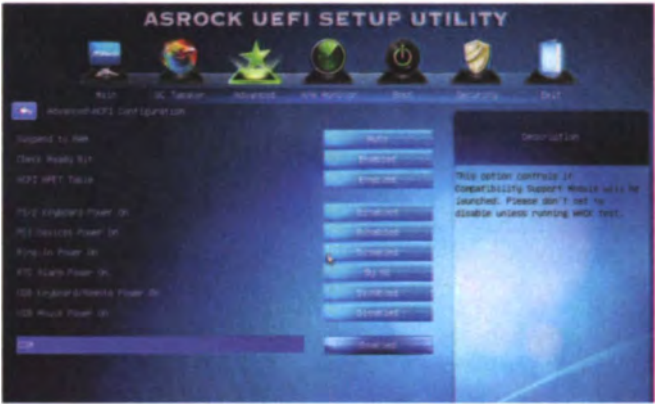 ASROCK UEFI SETUP UTILITY
Main
OC Tweaker
Advanced
H/W Monitor
Boot
Security
Exit
Advanced\ACPI Configuration
Suspend to RAM
Auto
Check Ready Bit
Enabled
ACPI HPET Table
Enabled
PS/2 Keyboard Power On
Disabled
PCI Devices Power On
Disabled
Ring-In Power On
Disabled
RTC Alarm Power On
By OS
USB Keyboard/Remote Power On
Disabled
USB Mouse Power On
Disabled
CSM
Enabled
Description
This option controls if
Compatibility Support Module will be
launched. Please don't set to
disable unless running WHCK test.